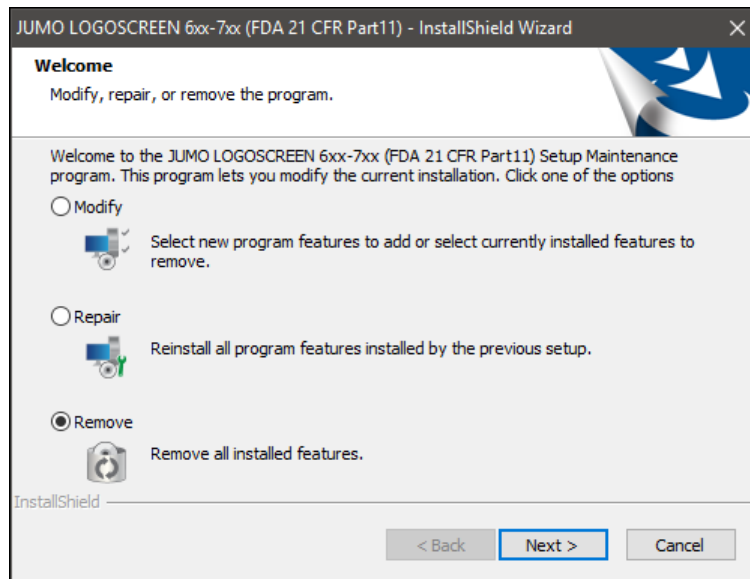 JUMO LOGOSCREEN 6xx-7xx (FDA 21 CFR Part11) - InstallShield Wizard
Welcome
Modify, repair, or remove the program.
Welcome to the JUMO LOGOSCREEN 6xx-7xx (FDA 21 CFR Part11) Setup Maintenance
program. This program lets you modify the current installation. Click one of the options
Modify
Select new program features to add or select currently installed features to
remove.
Repair
Reinstall all program features installed by the previous setup.
Remove
Remove all installed features.
InstallShield
< Back Next > Cancel